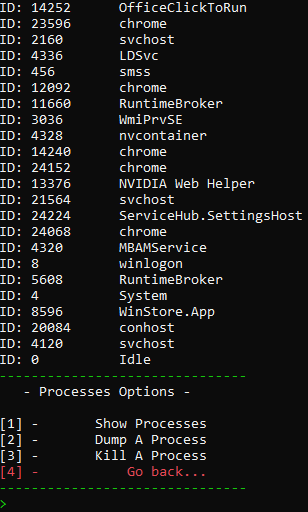 ID: 14252 OfficeClickToRun
ID: 23596 chrome
ID: 2160 svchost
ID: 4336 LDSvc
ID: 456 smss
ID: 12092 chrome
ID: 11660 RuntimeBroker
ID: 3036 WmiPrvSE
ID: 4328 nvcontainer
ID: 14240 chrome
ID: 24152 chrome
ID: 13376 NVIDIA Web Helper
ID: 21564 svchost
ID: 24224 ServiceHub.SettingsHost
ID: 24068 chrome
ID: 4320 MBAMService
ID: 8 winlogon
ID: 5608 RuntimeBroker
ID: 4 System
ID: 8596 WinStore.App
ID: 20084 conhost
ID: 4120 svchost
ID: 0 Idle
--------------------------------
- Processes Options -
[1] - Show Processes
[2] - Dump A Process
[3] - Kill A Process
[4] - Go back...
--------------------------------
>